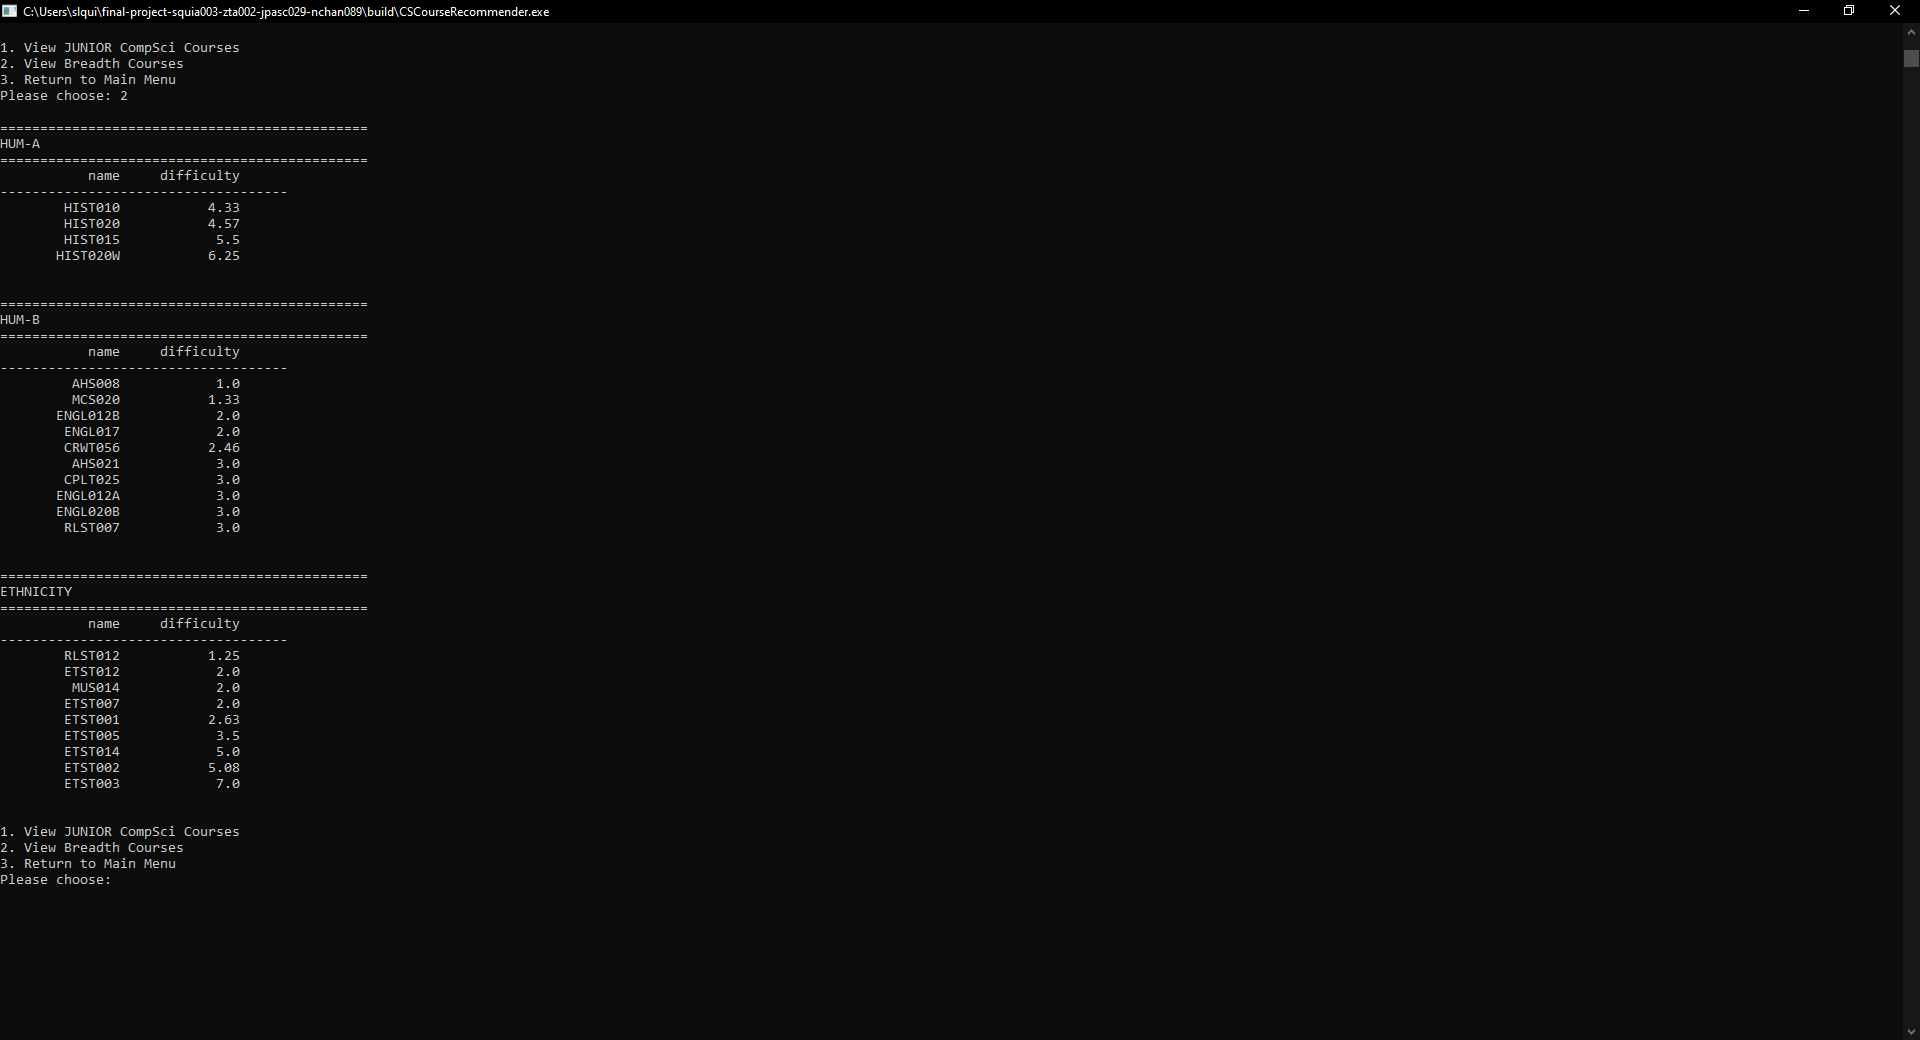 C:\Users\slqui\final-project-squia003-zta002-jpasc029-nchan089\build\CSCourseRecommender.exe
1. View JUNIOR CompSci Courses
2. View Breadth Courses
3. Return to Main Menu
Please choose: 2
==============================================
HUM-A
==============================================
name difficulty
------------------------------------
HIST010 4.33
HIST020 4.57
HIST015 5.5
HIST020W 6.25
==============================================
HUM-B
==============================================
name difficulty
------------------------------------
AHS008 1.0
MCS020 1.33
ENGL012B 2.0
ENGL017 2.0
CRWT056 2.46
AHS021 3.0
CPLT025 3.0
ENGL012A 3.0
ENGL020B 3.0
RLST007 3.0
==============================================
ETHNICITY
==============================================
name difficulty
------------------------------------
RLST012 1.25
ETST012 2.0
MUS014 2.0
ETST007 2.0
ETST001 2.63
ETST005 3.5
ETST014 5.0
ETST002 5.08
ETST003 7.0
1. View JUNIOR CompSci Courses
2. View Breadth Courses
3. Return to Main Menu
Please choose: